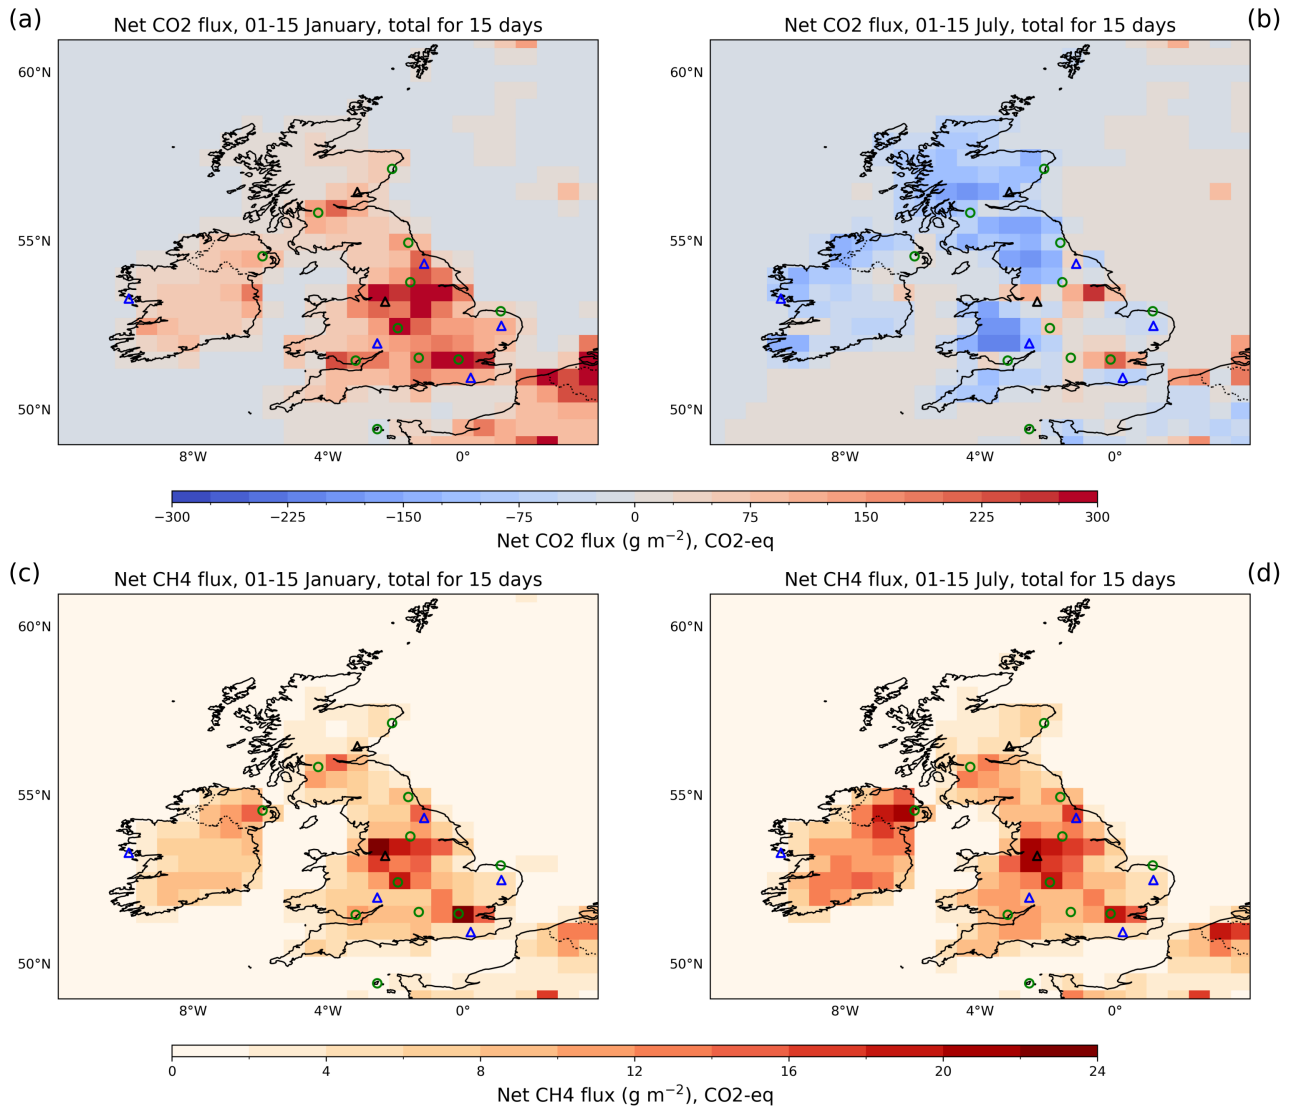 (a)
Net CO2 flux, 01-15 January, total for 15 days
Net CO2 flux, 01-15 July, total for 15 days
(b)
60°N
60°N
55°N
55°N
50°N
50°N
8°W 4°W 0°
8°W 4°W 0°
−300 −225 −150 −75 0 75 150 225 300
Net CO2 flux (g m⁻²), CO2-eq
(c)
Net CH4 flux, 01-15 January, total for 15 days
Net CH4 flux, 01-15 July, total for 15 days
(d)
60°N
60°N
55°N
55°N
50°N
50°N
8°W 4°W 0°
8°W 4°W 0°
0 4 8 12 16 20 24
Net CH4 flux (g m⁻²), CO2-eq